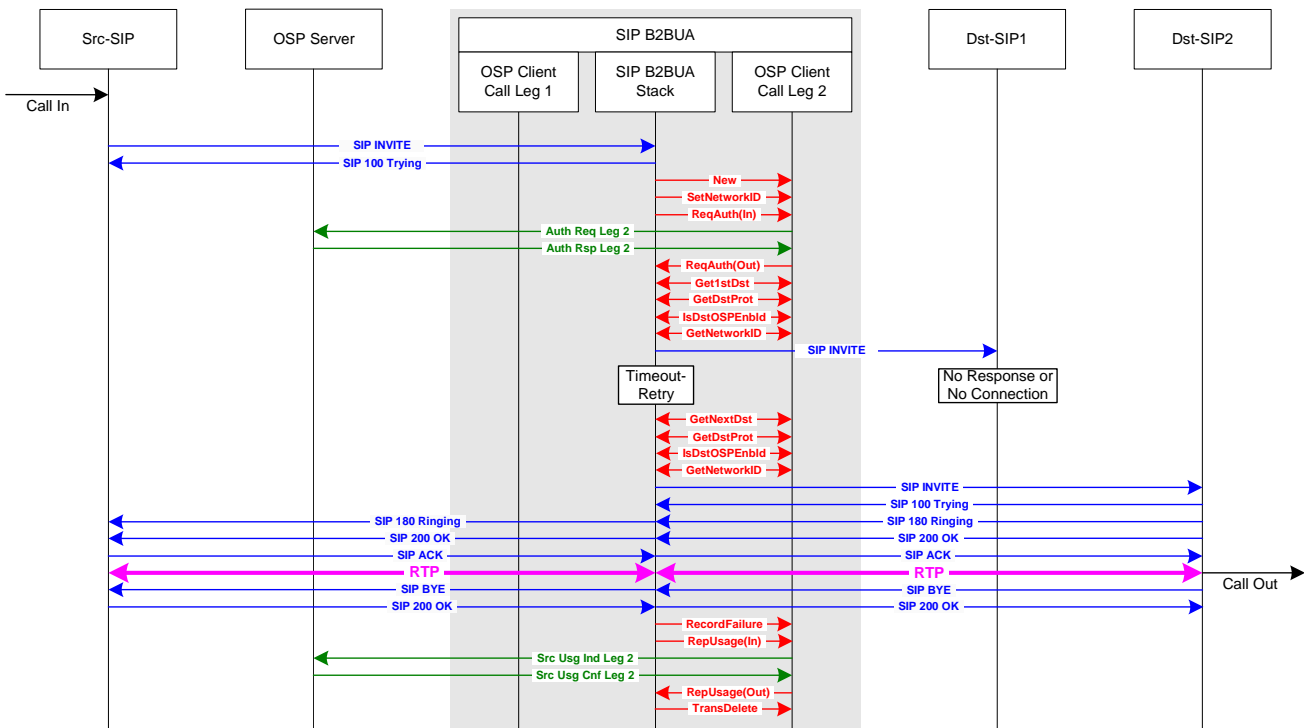 Src-SIP
OSP Server
SIP B2BUA
OSP Client
Call Leg 1
SIP B2BUA
Stack
OSP Client
Call Leg 2
Dst-SIP1
Dst-SIP2
Call In
SIP INVITE
SIP 100 Trying
New
SetNetworkID
ReqAuth(In)
Auth Req Leg 2
Auth Rsp Leg 2
ReqAuth(Out)
Get1stDst
GetDstProt
IsDstOSPEnbld
GetNetworkID
SIP INVITE
Timeout-
Retry
No Response or
No Connection
GetNextDst
GetDstProt
IsDstOSPEnbld
GetNetworkID
SIP INVITE
SIP 100 Trying
SIP 180 Ringing
SIP 180 Ringing
SIP 200 OK
SIP 200 OK
SIP ACK
SIP ACK
RTP
RTP
Call Out
SIP BYE
SIP BYE
SIP 200 OK
SIP 200 OK
RecordFailure
RepUsage(In)
Src Usg Ind Leg 2
Src Usg Cnf Leg 2
RepUsage(Out)
TransDelete